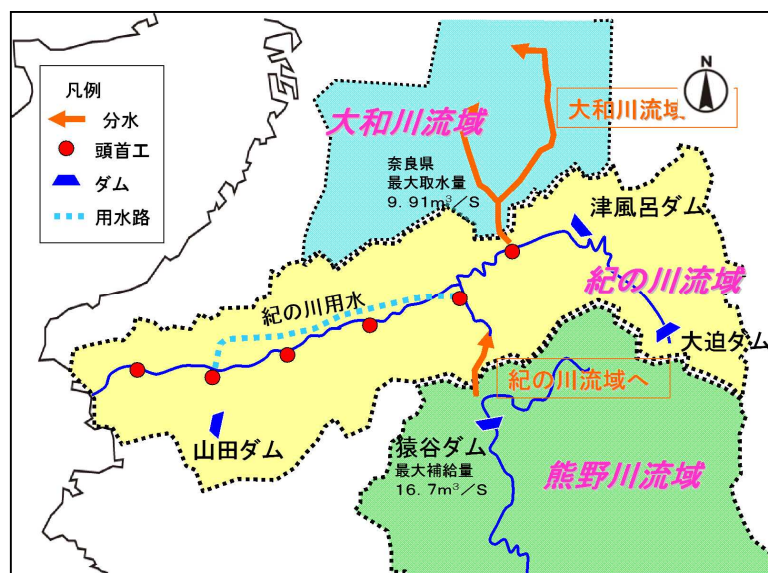 凡例
分水
頭首工
ダム
用水路
N
大和川流域
大和川流域
奈良県
最大取水量
9.91m³/S
津風呂ダム
紀の川流域
紀の川用水
大迫ダム
紀の川流域へ
山田ダム
猿谷ダム
最大補給量
16.7m³/S
熊野川流域